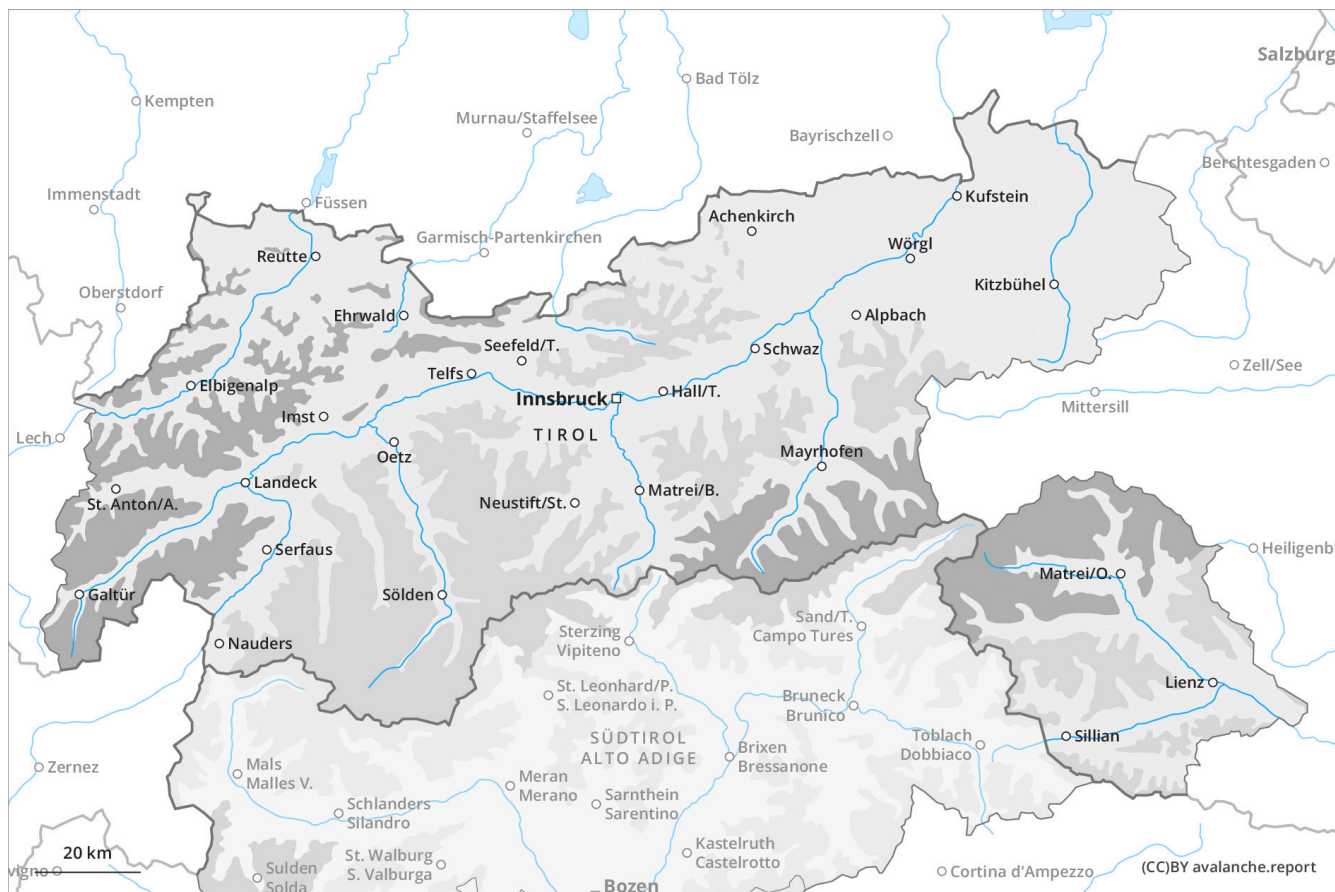 Salzburg
Bad Tölz
Kempten
Murnau/Staffelsee
Bayrischzell
Berchtesgaden
Immenstadt
Füssen
Kufstein
Achenkirch
Garmisch-Partenkirchen
Wörgl
Reutte
Oberstdorf
Kitzbühel
Ehrwald
Alpbach
Seefeld/T.
Schwaz
Zell/See
Telfs
Elbigenalp
Hall/T.
Innsbruck
Mittersill
Imst
Lech
TIROL
Oetz
Mayrhofen
Landeck
Matrei/B.
St. Anton/A.
Neustift/St.
Serfaus
Heiligenb
Matrei/O.
Galtür
Sölden
Sand/T.
Campo Tures
Sterzing
Vipiteno
Nauders
Lienz
St. Leonhard/P.
S. Leonardo i. P.
Bruneck
Brunico
Sillian
Toblach
Dobbiaco
SÜDTIROL
ALTO ADIGE
Brixen
Bressanone
Zernez
Mals
Malles V.
Meran
Merano
Schlanders
Silandro
Sarnthein
Sarentino
Kastelruth
Castelrotto
20 km
St. Walburg
S. Valburga
vigno
Sulden
Solda
Cortina d'Ampezzo
(CC)BY avalanche.report
Bozen